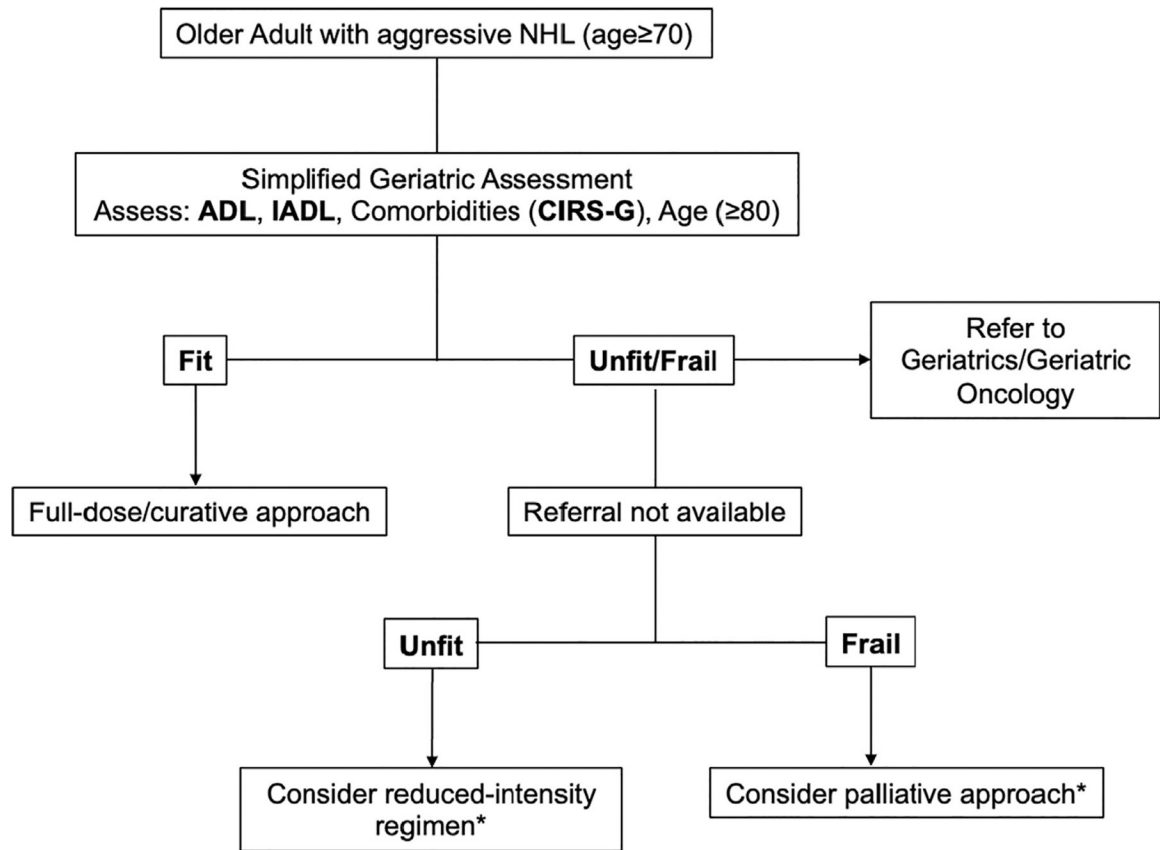 Older Adult with aggressive NHL (age≥70)
Simplified Geriatric Assessment
Assess: ADL, IADL, Comorbidities (CIRS-G), Age (≥80)
Fit
Unfit/Frail
Refer to
Geriatrics/Geriatric
Oncology
Full-dose/curative approach
Referral not available
Unfit
Frail
Consider reduced-intensity
regimen*
Consider palliative approach*